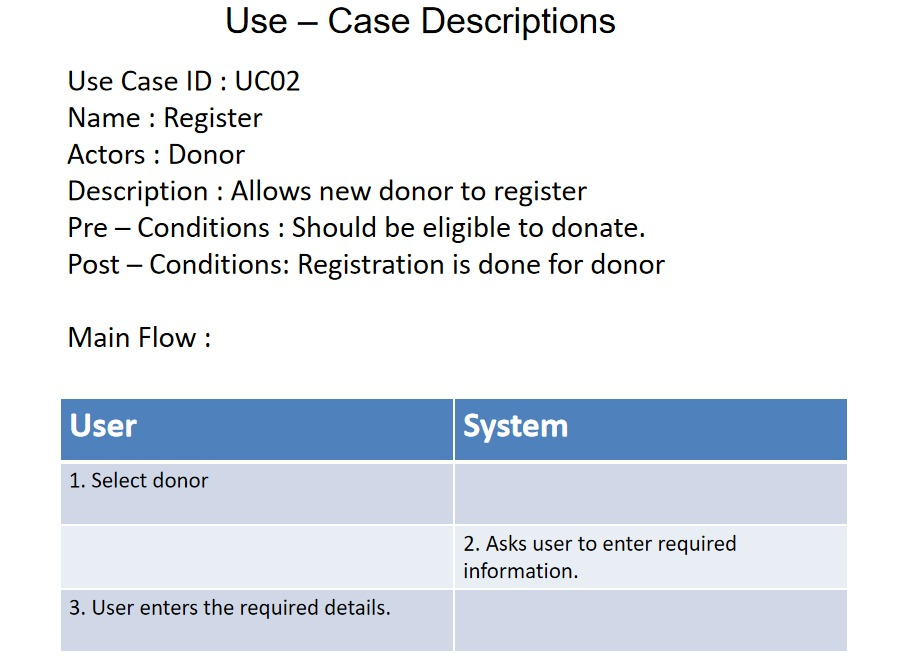 Use – Case Descriptions
Use Case ID : UC02
Name : Register
Actors : Donor
Description : Allows new donor to register
Pre – Conditions : Should be eligible to donate.
Post – Conditions: Registration is done for donor
Main Flow :
User
System
1. Select donor
2. Asks user to enter required
information.
3. User enters the required details.